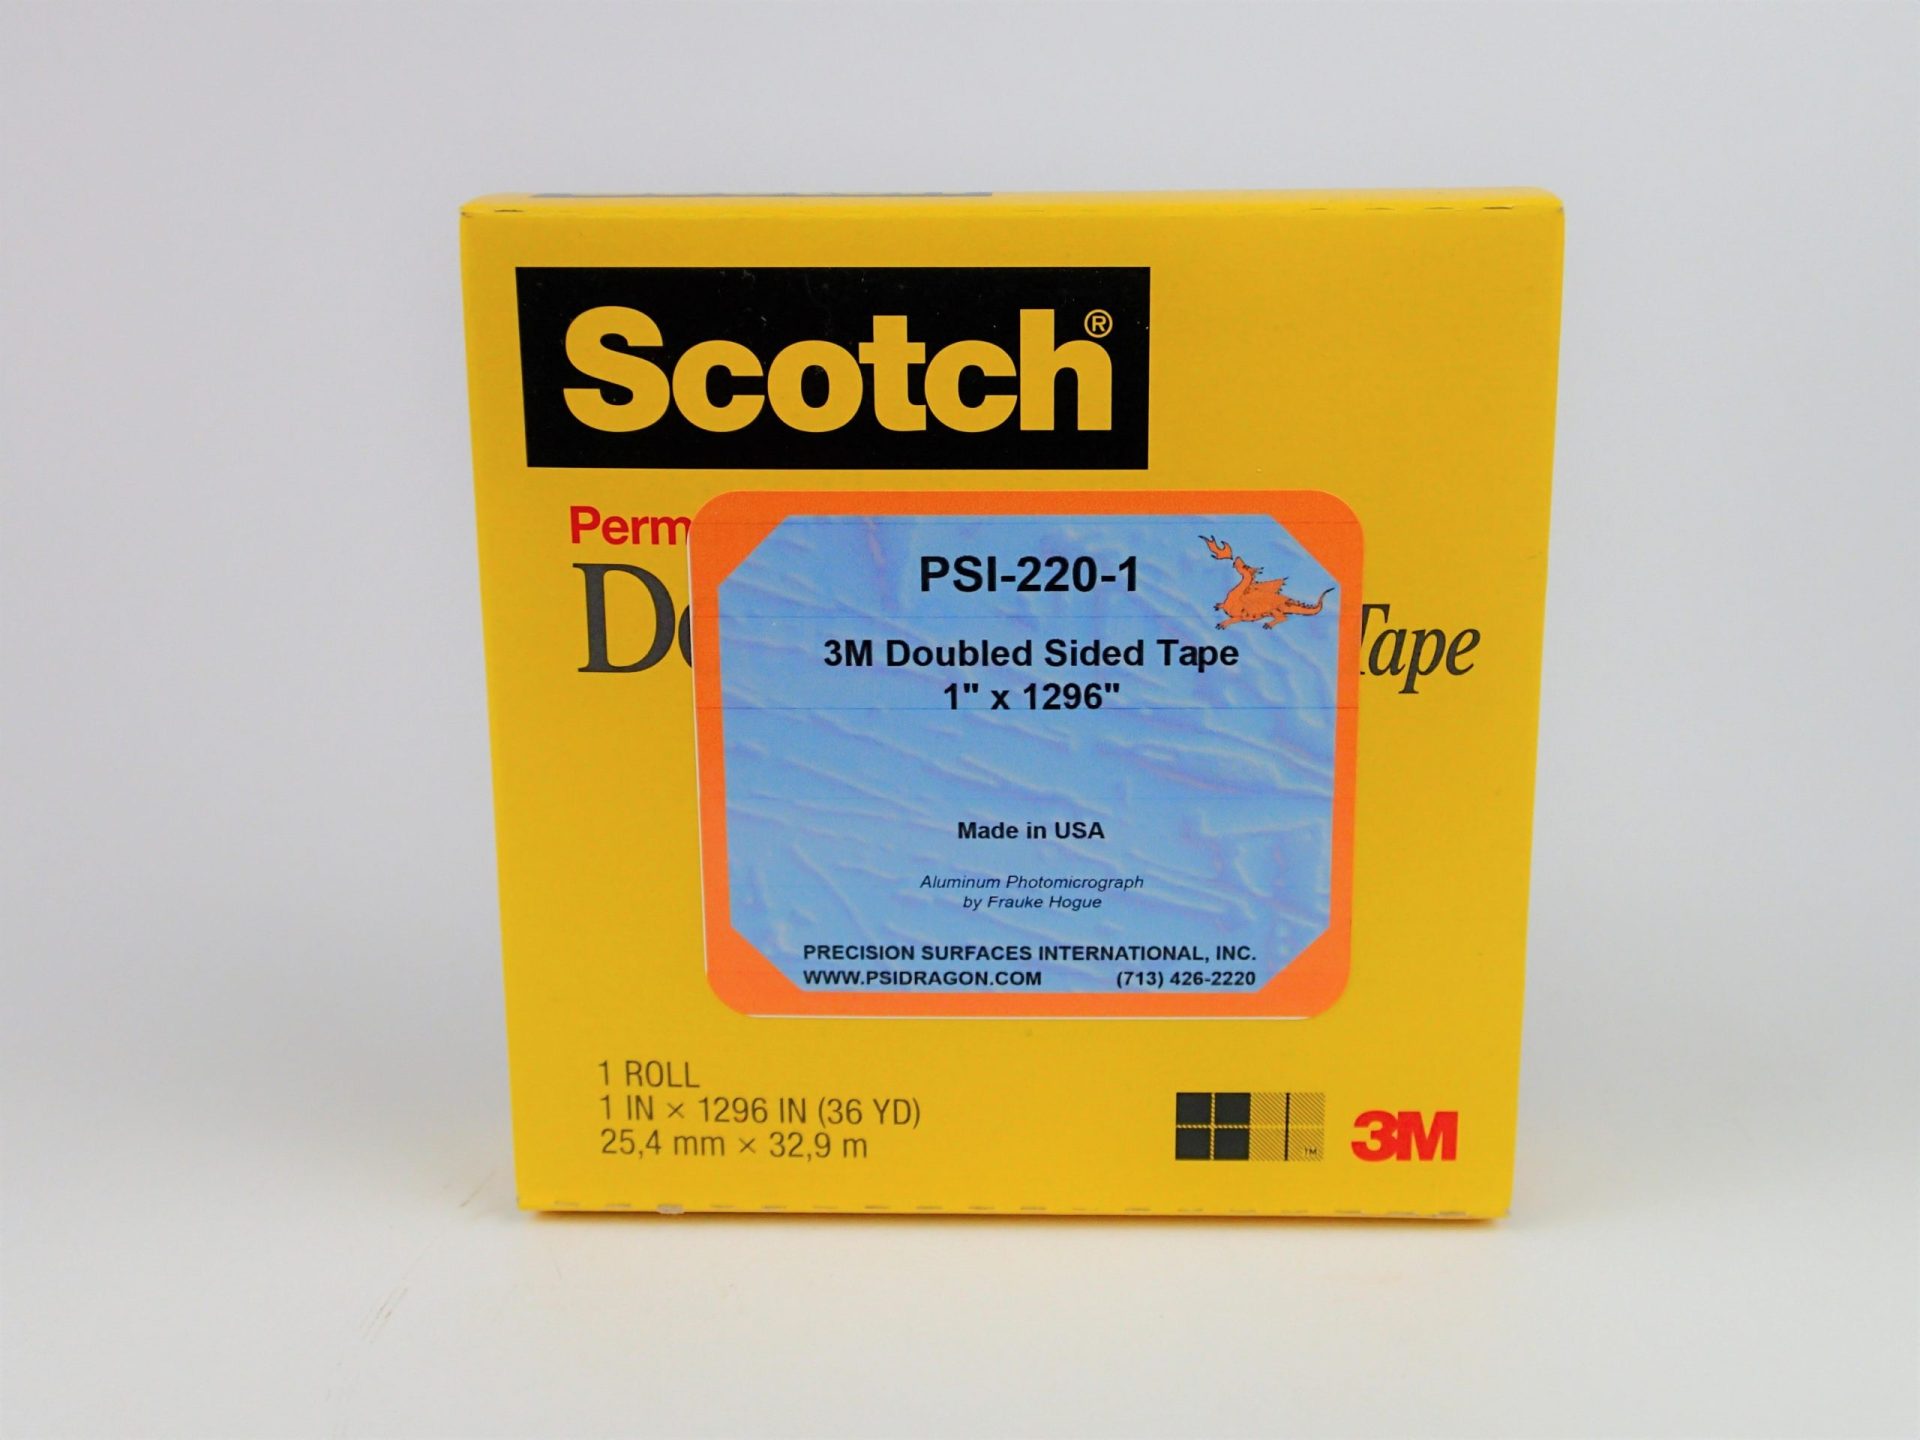 Scotch®
Perm
D
Tape
PSI-220-1
3M Doubled Sided Tape
1" x 1296"
Made in USA
Aluminum Photomicrograph
by Frauke Hogue
PRECISION SURFACES INTERNATIONAL, INC.
WWW.PSIDRAGON.COM (713) 426-2220
1 ROLL
1 IN × 1296 IN (36 YD)
25,4 mm × 32,9 m
TM
3M